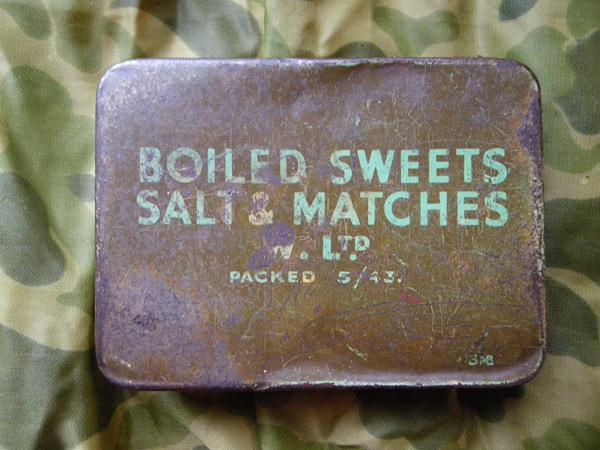 BOILED SWEETS
SALT & MATCHES
W. LTD
PACKED 5/43.